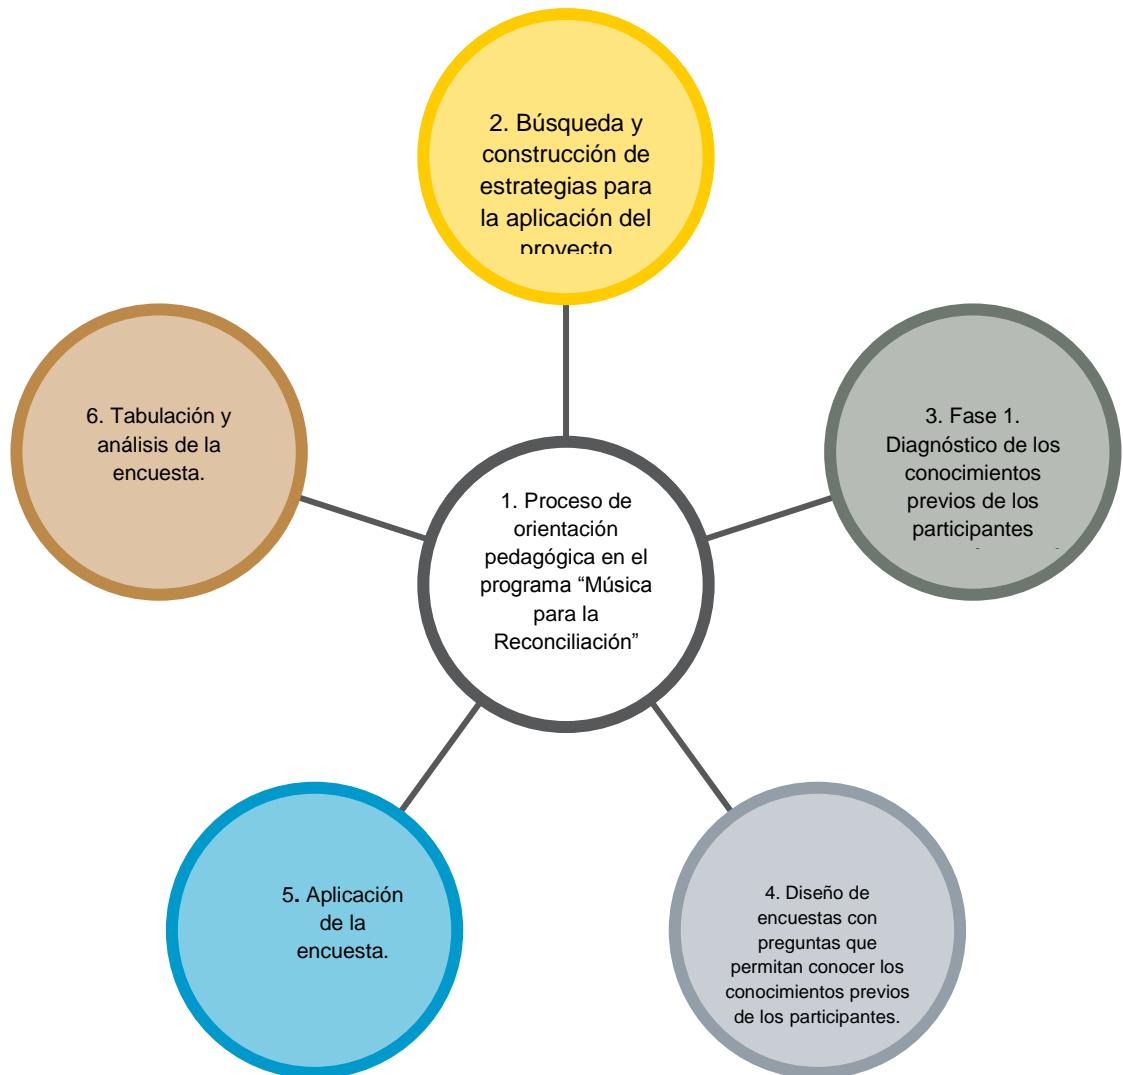 2. Búsqueda y
construcción de
estrategias para
la aplicación del
proyecto
6. Tabulación y
análisis de la
encuesta.
3. Fase 1.
Diagnóstico de los
conocimientos
previos de los
participantes
1. Proceso de
orientación
pedagógica en el
programa “Música
para la
Reconciliación”
5. Aplicación
de la
encuesta.
4. Diseño de
encuestas con
preguntas que
permitan conocer los
conocimientos previos
de los participantes.